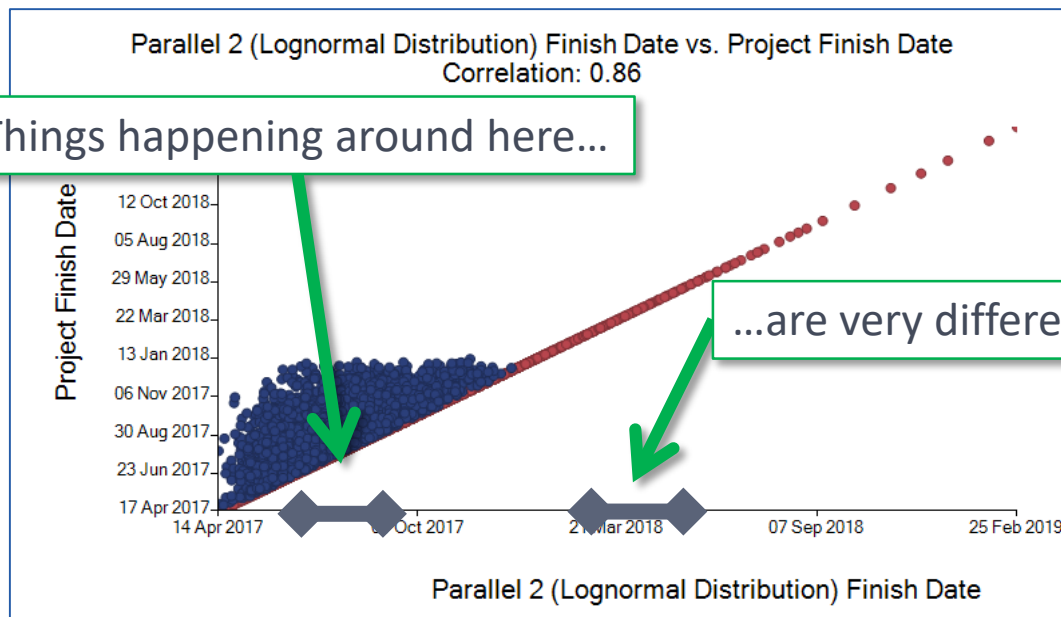 Parallel 2 (Lognormal Distribution) Finish Date vs. Project Finish Date
Correlation: 0.86
Things happening around here...
Project Finish Date
12 Oct 2018
05 Aug 2018
29 May 2018
22 Mar 2018
...are very differe
13 Jan 2018
06 Nov 2017
30 Aug 2017
23 Jun 2017
17 Apr 2017
14 Apr 2017
Oct 2017
Mar 2018
07 Sep 2018
25 Feb 2019
Parallel 2 (Lognormal Distribution) Finish Date